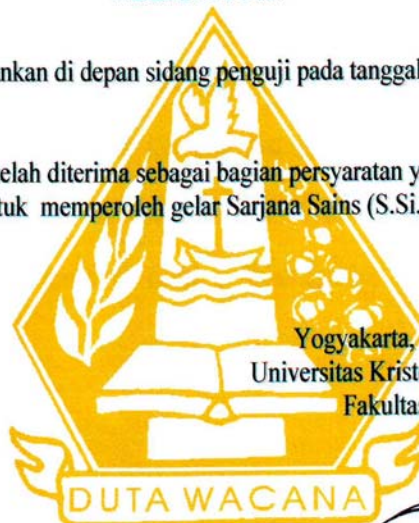 nkan di depan sidang penguji pada tanggal
elah diterima sebagai bagian persyaratan y
tuk memperoleh gelar Sarjana Sains (S.Si.
Yogyakarta,
Universitas Krist
Fakulta
DUTA WACANA